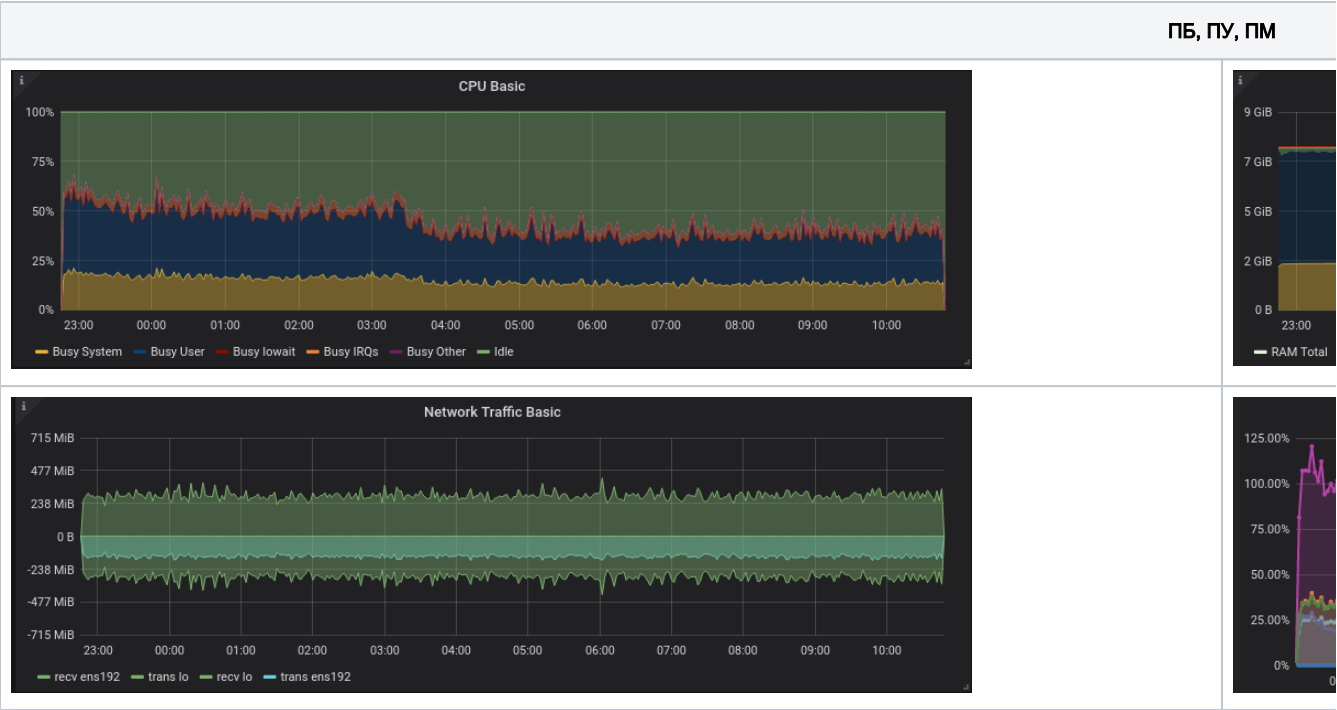 ПБ, ПУ, ПМ
CPU Basic
100%
75%
50%
25%
0%
23:00 00:00 01:00 02:00 03:00 04:00 05:00 06:00 07:00 08:00 09:00 10:00
Busy System Busy User Busy Iowait Busy IRQs Busy Other Idle
9 GiB
7 GiB
5 GiB
2 GiB
0 B
23:00
RAM Total
Network Traffic Basic
715 MiB
477 MiB
238 MiB
0 B
-238 MiB
-477 MiB
-715 MiB
23:00 00:00 01:00 02:00 03:00 04:00 05:00 06:00 07:00 08:00 09:00 10:00
recv ens192 trans lo recv lo trans ens192
125.00%
100.00%
75.00%
50.00%
25.00%
0%